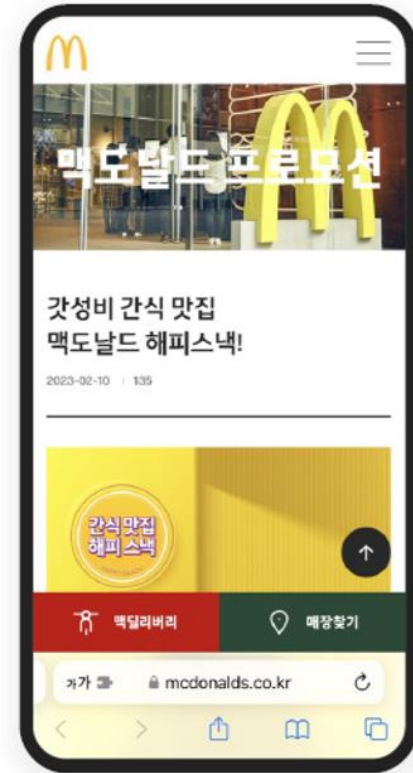 맥도날드 프로모션
갓성비 간식 맛집
맥도날드 해피스낵!
2023-02-10 | 135
간식 맛집
해피 스낵
맥딜리버리
매장찾기
가가 mcdonalds.co.kr